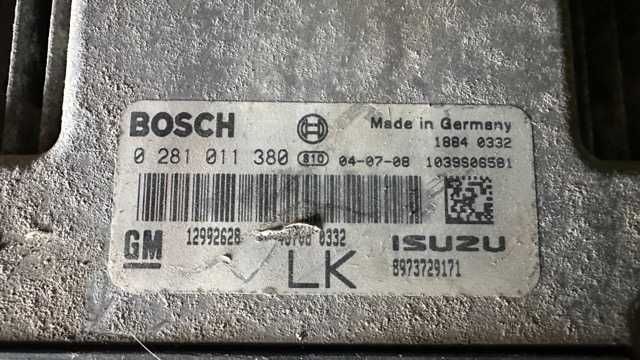 BOSCH Made in Germany
1884 0332
0 281 011 380 S10 04-07-08 1039S06581
GM 12992628 0332 ISUZU
LK 8973729171